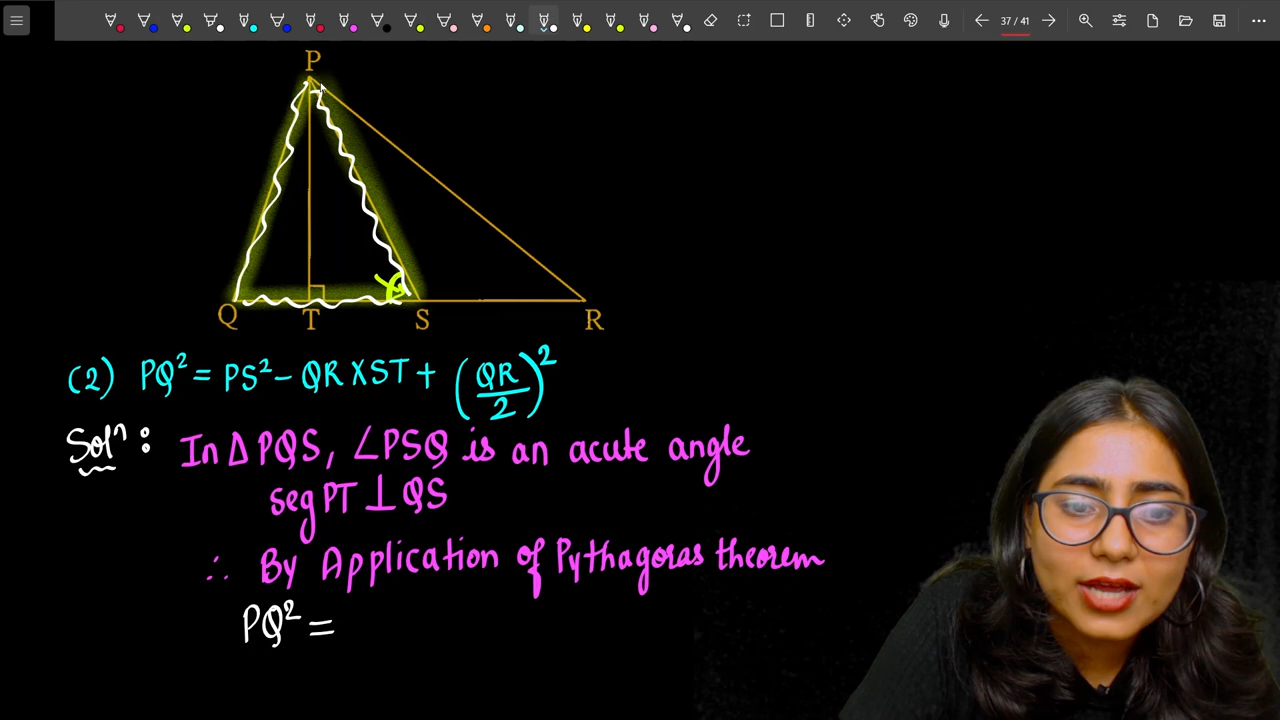 37 / 41
P
Q T S R
(2) PQ² = PS² - QR × ST + (QR/2)²
Solⁿ : In Δ PQS, ∠PSQ is an acute angle
seg PT ⊥ QS
∴ By Application of Pythagoras theorem
PQ² =